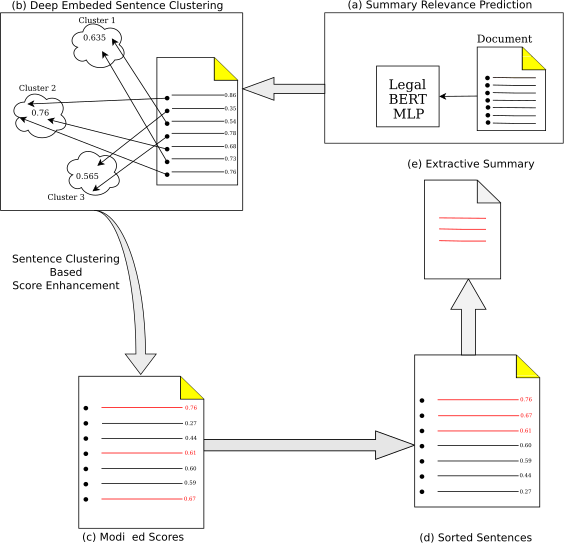 (b) Deep Embeded Sentence Clustering
(a) Summary Relevance Prediction
Cluster 1
0.635
Cluster 2
0.76
0.565
Cluster 3
0.86
0.35
0.54
0.78
0.68
0.73
0.76
Document
Legal
BERT
MLP
(e) Extractive Summary
Sentence Clustering
Based
Score Enhancement
0.76
0.27
0.44
0.61
0.60
0.59
0.67
(c) Modi ed Scores
0.76
0.67
0.61
0.60
0.59
0.44
0.27
(d) Sorted Sentences